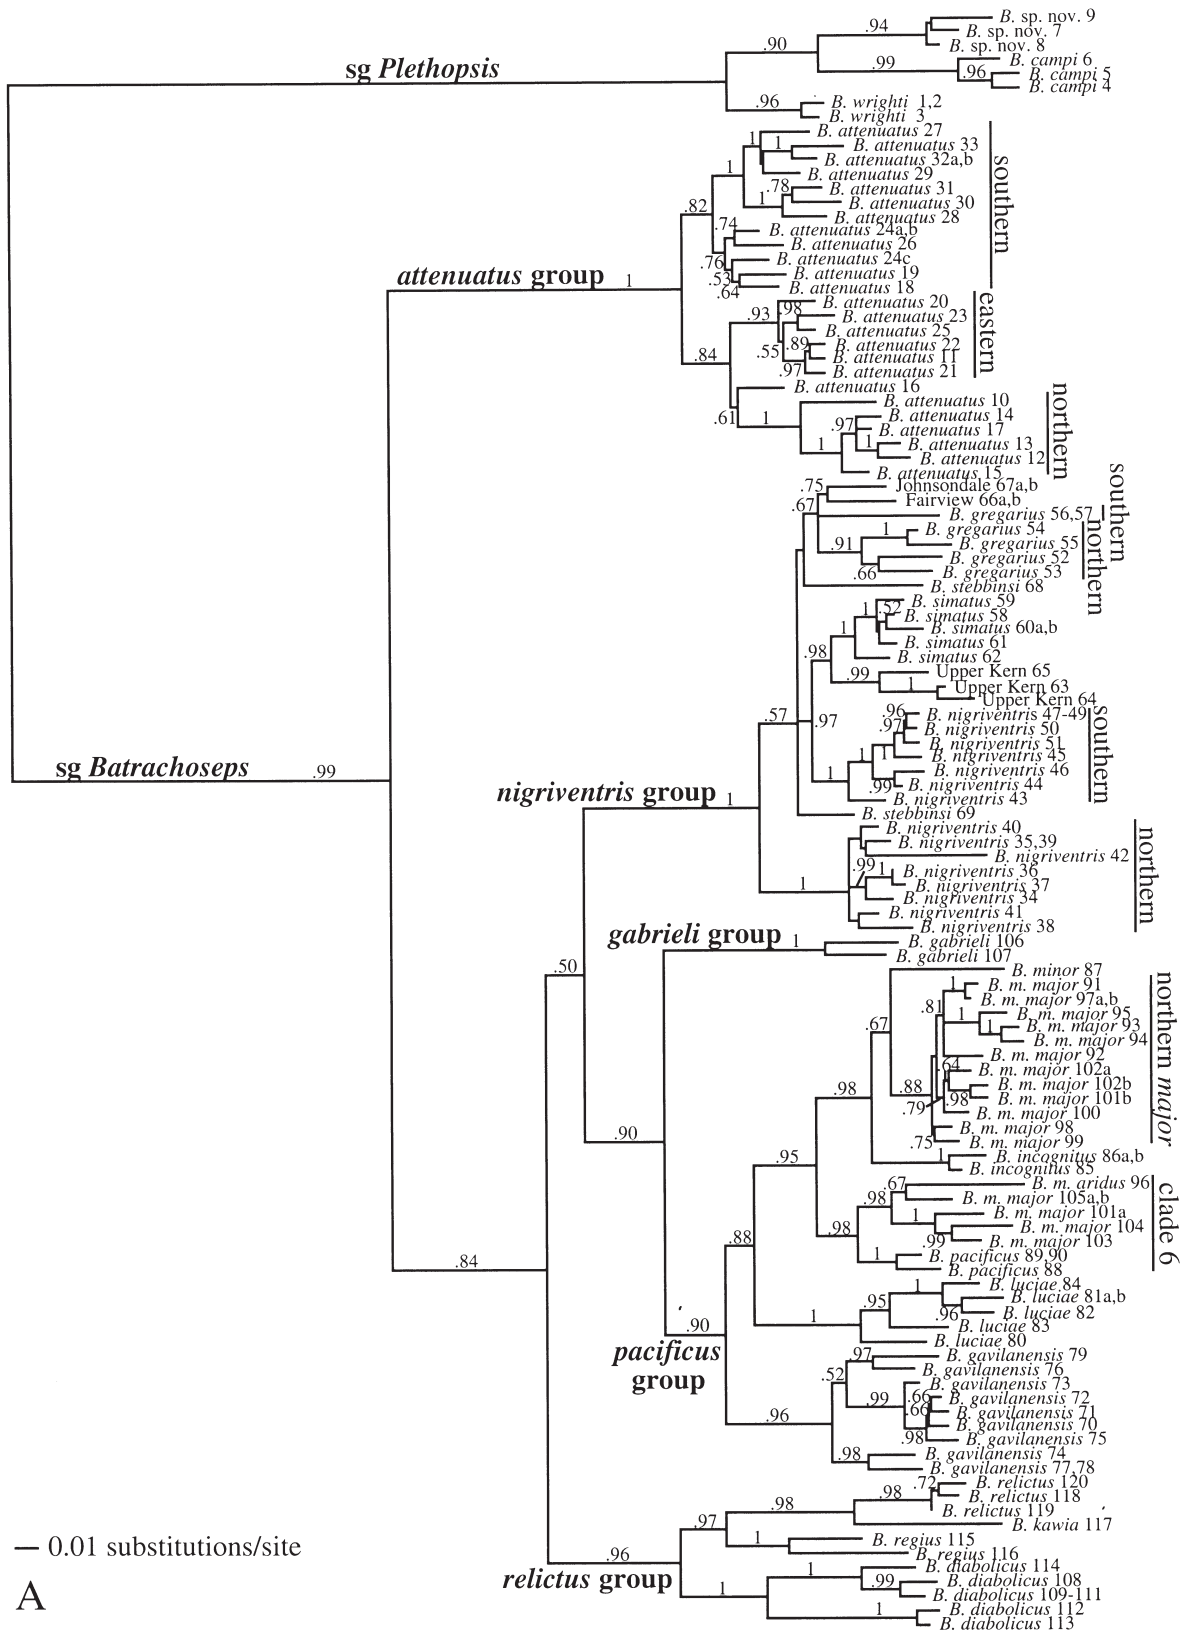 B. sp. nov. 9
.94
B. sp. nov. 7
B. sp. nov. 8
.90
B. campi 6
.99
.96
B. campi 5
B. campi 4
sg Plethopsis
.96
B. wrighti 1,2
B. wrighti 3
B. attenuatus 27
1
1
B. attenuatus 33
B. attenuatus 32a,b
1
B. attenuatus 29
.78
B. attenuatus 31
1
B. attenuatus 30
B. attenuatus 28
southern
.82
.74
B. attenuatus 24a,b
B. attenuatus 26
.76
B. attenuatus 24c
.53
B. attenuatus 19
.64
B. attenuatus 18
attenuatus group
1
B. attenuatus 20
.93
.98
B. attenuatus 23
B. attenuatus 25
.89
B. attenuatus 22
.55
B. attenuatus 11
.97
B. attenuatus 21
eastern
.84
B. attenuatus 16
.61
1
B. attenuatus 10
B. attenuatus 14
.97
B. attenuatus 17
1
1
B. attenuatus 13
B. attenuatus 12
B. attenuatus 15
northern
.75
Johnsondale 67a,b
.67
Fairview 66a,b
B. gregarius 56,57
southern
1
B. gregarius 54
.91
B. gregarius 55
B. gregarius 52
.66
B. gregarius 53
northern
B. stebbinsi 68
B. simatus 59
1
.52
B. simatus 58
1
B. simatus 60a,b
B. simatus 61
.98
B. simatus 62
.99
Upper Kern 65
1
Upper Kern 63
Upper Kern 64
.57
.97
.96
B. nigriventris 47-49
.97
B. nigriventris 50
B. nigriventris 51
1
1
B. nigriventris 45
1
B. nigriventris 46
.99
B. nigriventris 44
B. nigriventris 43
southern
B. stebbinsi 69
sg Batrachoseps
.99
nigriventris group
1
B. nigriventris 40
B. nigriventris 35,39
B. nigriventris 42
.99
1
B. nigriventris 36
1
B. nigriventris 37
B. nigriventris 34
B. nigriventris 41
B. nigriventris 38
northern
gabrieli group
1
B. gabrieli 106
B. gabrieli 107
.50
B. minor 87
1
B. m. major 91
B. m. major 97a,b
.81
1
B. m. major 95
.67
1
B. m. major 93
B. m. major 94
B. m. major 92
.64
B. m. major 102a
.98
.88
B. m. major 102b
.98
B. m. major 101b
.79
B. m. major 100
B. m. major 98
.75
B. m. major 99
northern major
.90
1
B. incognitus 86a,b
B. incognitus 85
.95
.67
B. m. aridus 96
.98
B. m. major 105a,b
1
B. m. major 101a
.98
B. m. major 104
.99
B. m. major 103
1
B. pacificus 89,90
B. pacificus 88
clade 6
.88
.84
1
B. luciae 84
.95
B. luciae 81a,b
.96
B. luciae 82
1
B. luciae 83
B. luciae 80
.90
pacificus
group
.97
B. gavilanensis 79
.52
B. gavilanensis 76
B. gavilanensis 73
.99
.66
B. gavilanensis 72
.66
B. gavilanensis 71
B. gavilanensis 70
.98
B. gavilanensis 75
.96
.98
B. gavilanensis 74
B. gavilanensis 77,78
.72
B. relictus 120
.98
B. relictus 118
.98
B. relictus 119
.97
B. kawia 117
1
B. regius 115
B. regius 116
.96
relictus group
1
B. diabolicus 114
.99
B. diabolicus 108
1
B. diabolicus 109-111
1
B. diabolicus 112
B. diabolicus 113
0.01 substitutions/site
A